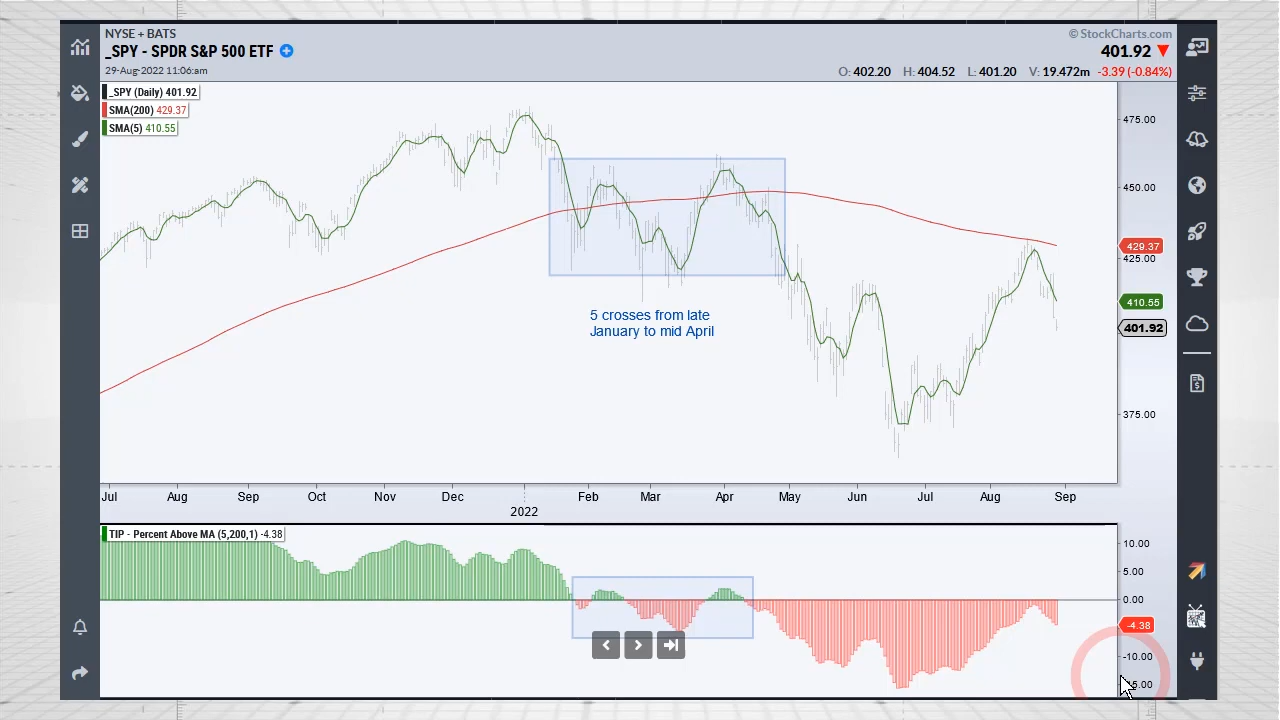 NYSE + BATS
© StockCharts.com
_SPY - SPDR S&P 500 ETF
401.92
29-Aug-2022 11:06:am
O: 402.20 H: 404.52 L: 401.20 V: 19.472m -3.39 (-0.84%)
_SPY (Daily) 401.92
SMA(200) 429.37
SMA(5) 410.55
475.00
450.00
429.37
425.00
410.55
401.92
375.00
5 crosses from late
January to mid April
Jul Aug Sep Oct Nov Dec Feb Mar Apr May Jun Jul Aug Sep
2022
TIP - Percent Above MA (5,200,1) -4.38
10.00
5.00
0.00
-4.38
-10.00